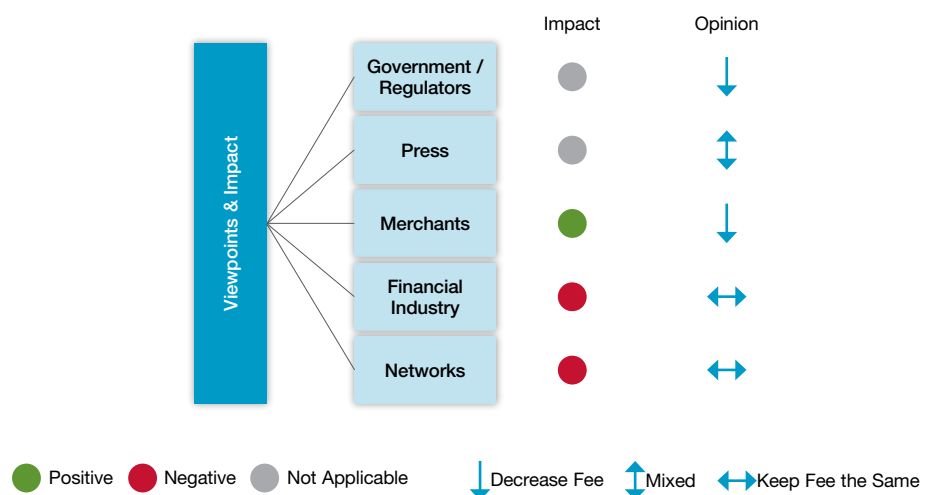 Impact
Opinion
Viewpoints & Impact
Government /
Regulators
Press
Merchants
Financial
Industry
Networks
Positive
Negative
Not Applicable
Decrease Fee
Mixed
Keep Fee the Same